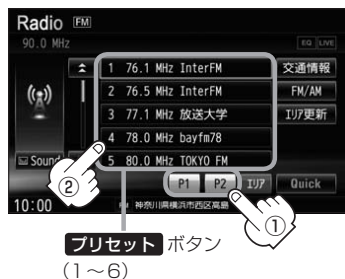 Radio FM
90.0 MHz
EQ LIVE
1 76.1 MHz InterFM
交通情報
2 76.5 MHz InterFM
FM/AM
3 77.1 MHz 放送大学
エリア更新
4 78.0 MHz bayfm78
Sound
5 80.0 MHz TOKYO FM
②
P1 P2 エリア Quick
10:00
神奈川県横浜市西区高島
①
プリセット ボタン
(1～6)